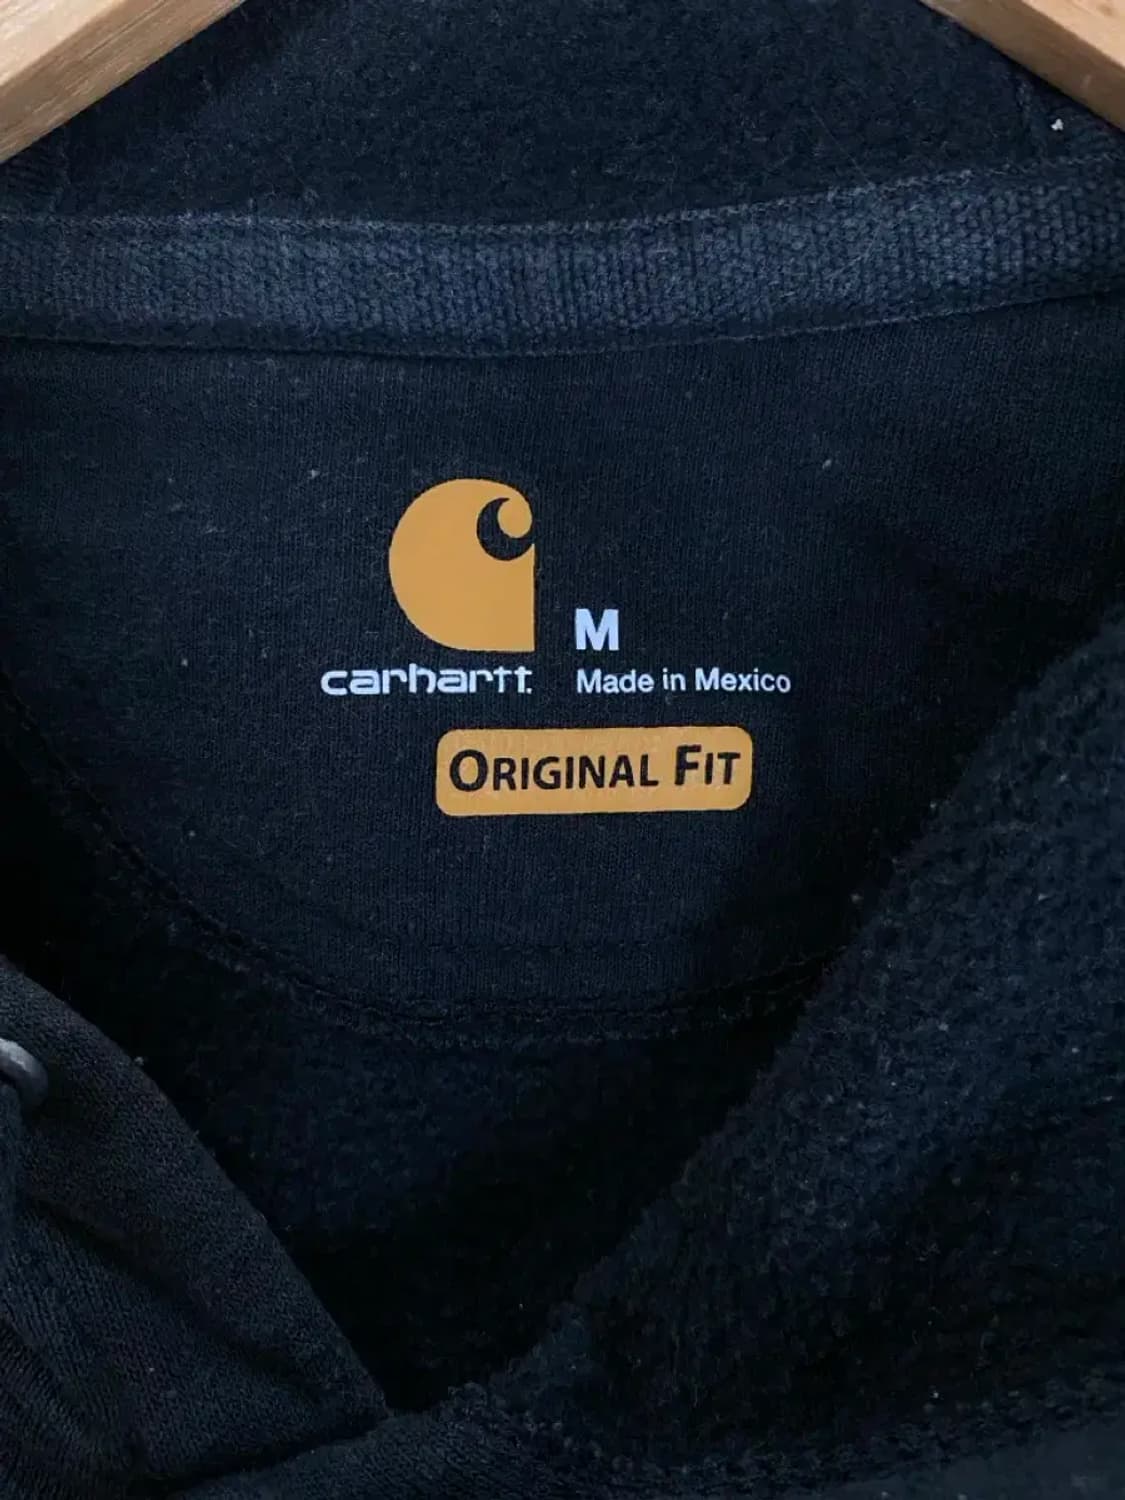 M
carhartt.
Made in Mexico
ORIGINAL FIT